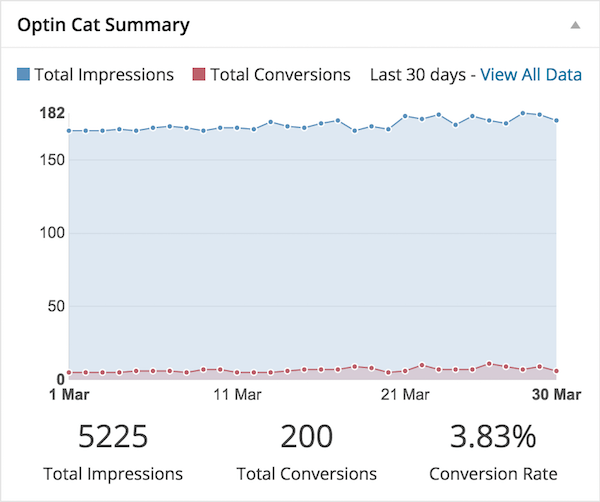 Optin Cat Summary
Total Impressions Total Conversions Last 30 days - View All Data
182
150
100
50
0
1 Mar 11 Mar 21 Mar 30 Mar
5225 200 3.83%
Total Impressions Total Conversions Conversion Rate